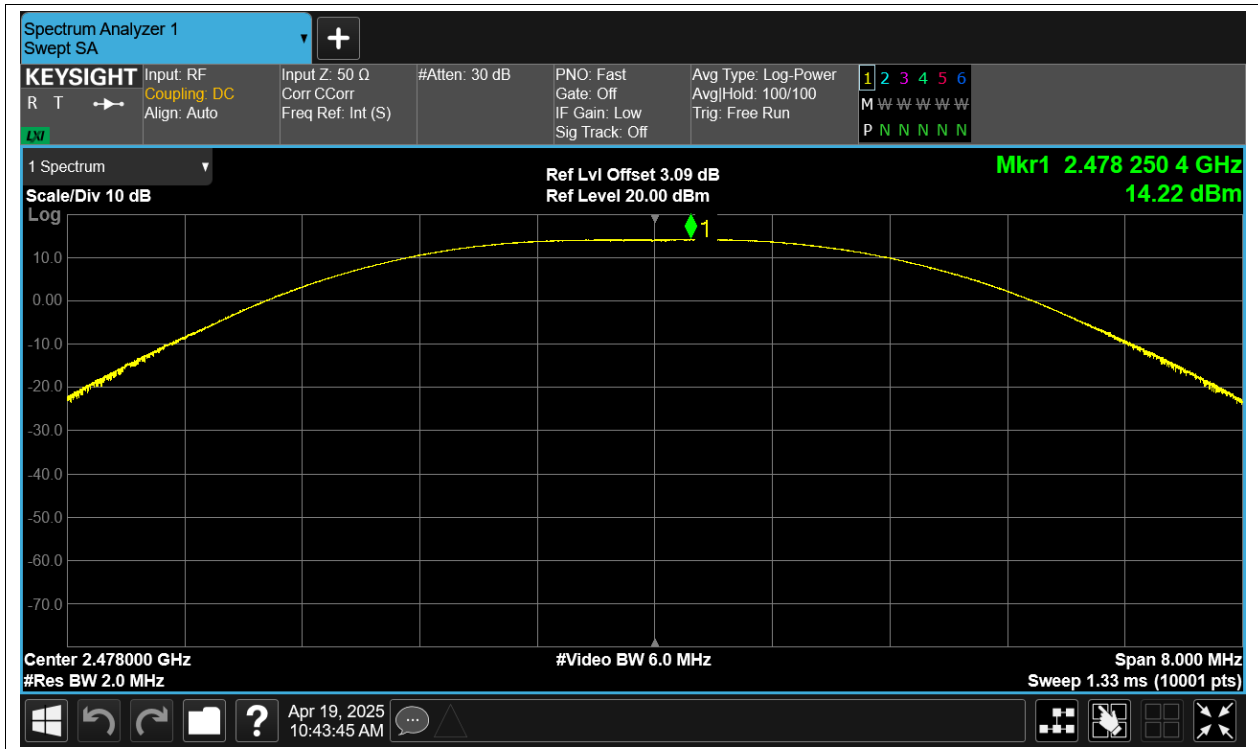 Spectrum Analyzer 1
Swept SA
+
KEYSIGHT
R T
LXI
Input: RF
Coupling: DC
Align: Auto
Input Z: 50 Ω
Corr CCorr
Freq Ref: Int (S)
#Atten: 30 dB
PNO: Fast
Gate: Off
IF Gain: Low
Sig Track: Off
Avg Type: Log-Power
Avg|Hold: 100/100
Trig: Free Run
1 2 3 4 5 6
M W W W W W
P N N N N N
1 Spectrum
Scale/Div 10 dB
Log
Ref Lvl Offset 3.09 dB
Ref Level 20.00 dBm
Mkr1 2.478 250 4 GHz
14.22 dBm
1
10.0
0.00
-10.0
-20.0
-30.0
-40.0
-50.0
-60.0
-70.0
Center 2.478000 GHz
#Res BW 2.0 MHz
#Video BW 6.0 MHz
Span 8.000 MHz
Sweep 1.33 ms (10001 pts)
?
Apr 19, 2025
10:43:45 AM